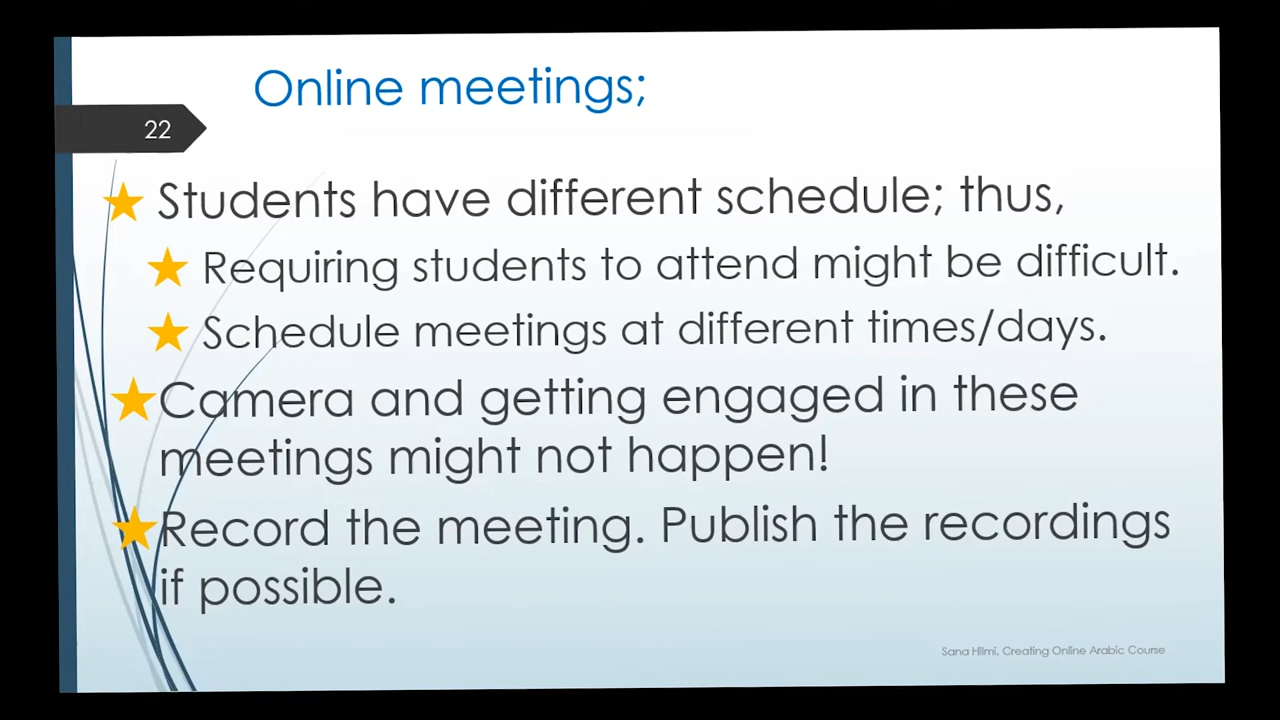 Online meetings;
22
Students have different schedule; thus,
Requiring students to attend might be difficult.
Schedule meetings at different times/days.
Camera and getting engaged in these
meetings might not happen!
Record the meeting. Publish the recordings
if possible.
Sana Hilmi, Creating Online Arabic Course